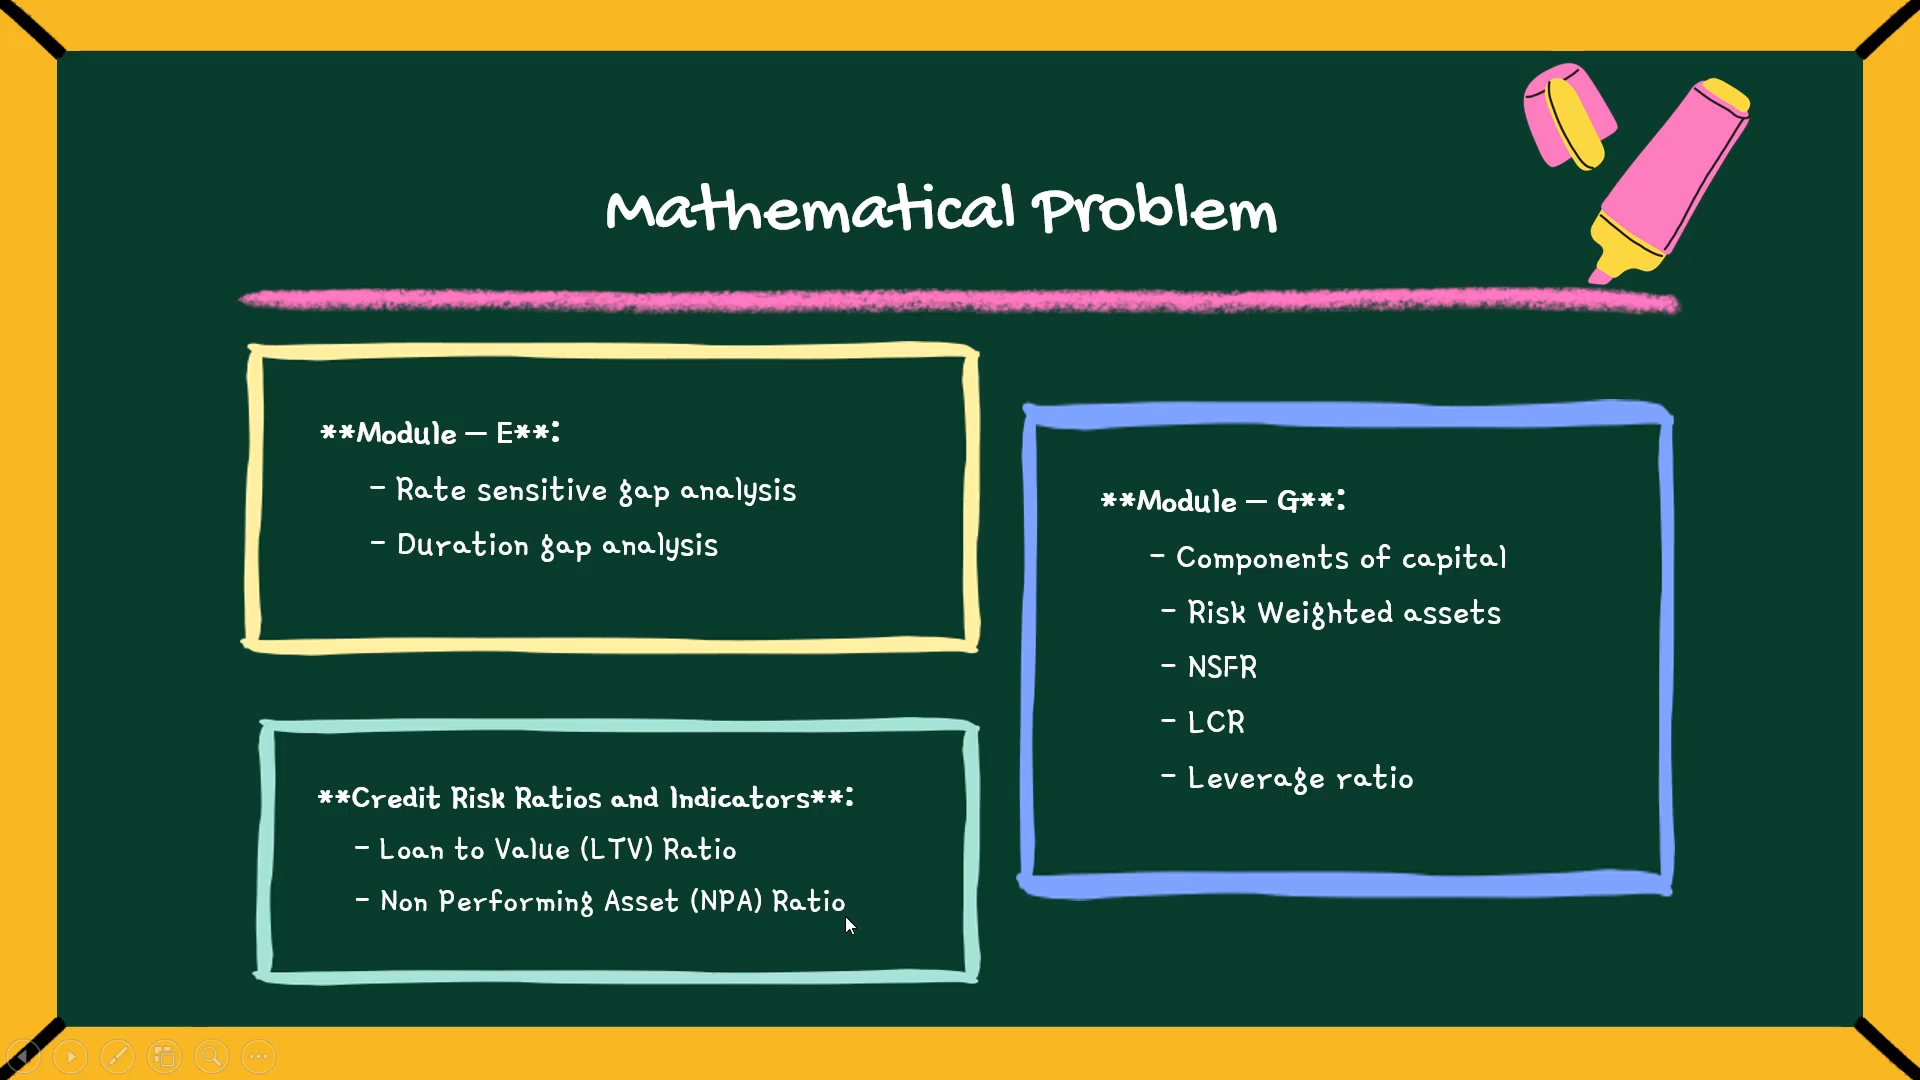 Mathematical Problem
**Module – E**:
- Rate sensitive gap analysis
- Duration gap analysis
**Credit Risk Ratios and Indicators**:
- Loan to Value (LTV) Ratio
- Non Performing Asset (NPA) Ratio
**Module – G**:
- Components of capital
- Risk Weighted assets
- NSFR
- LCR
- Leverage ratio